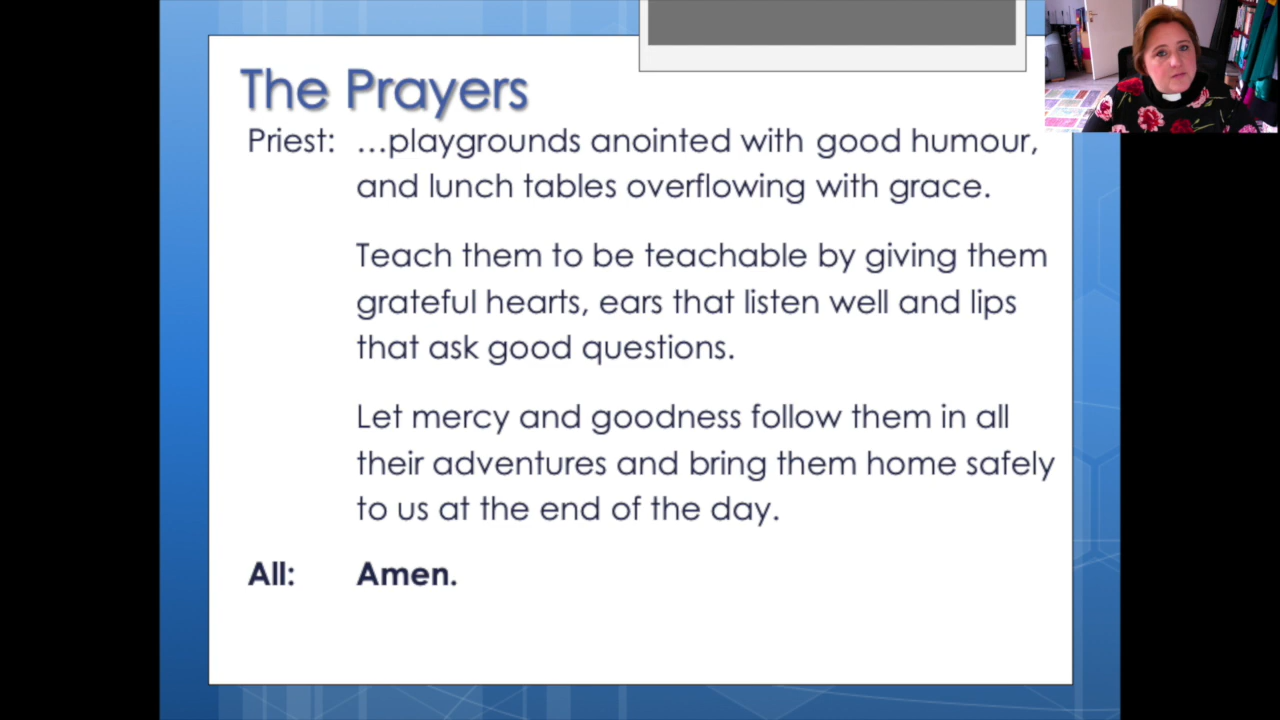 The Prayers
Priest: …playgrounds anointed with good humour,
and lunch tables overflowing with grace.
Teach them to be teachable by giving them
grateful hearts, ears that listen well and lips
that ask good questions.
Let mercy and goodness follow them in all
their adventures and bring them home safely
to us at the end of the day.
All: Amen.